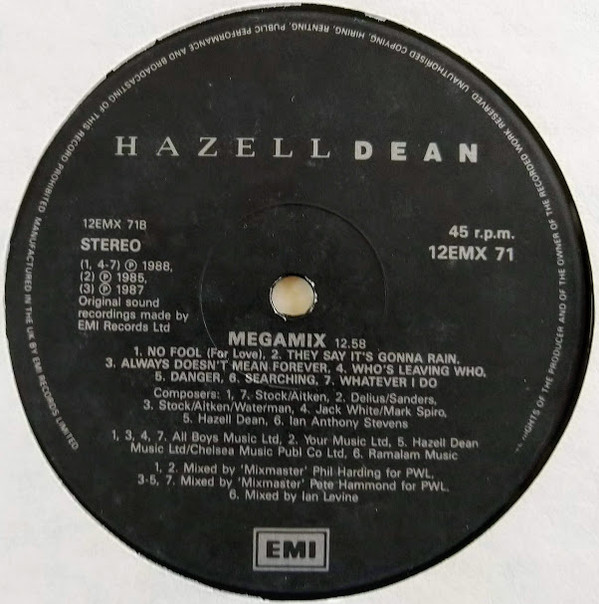 UNAUTHORISED COPYING, HIRING, RENTING, PUBLIC PERFORMANCE AND BROADCASTING OF THIS RECORD PROHIBITED MANUFACTURED IN THE UK BY EMI RECORDS LIMITED
RIGHTS OF THE PRODUCER AND OF THE OWNER OF THE RECORDED WORK RESERVED.
HAZELL DEAN
12EMX 71B
STEREO
45 r.p.m.
12EMX 71
(1, 4-7) ℗ 1988,
(2) ℗ 1985,
(3) ℗ 1987
Original sound
recordings made by
EMI Records Ltd
MEGAMIX 12.58
1. NO FOOL (For Love), 2. THEY SAY IT'S GONNA RAIN,
3. ALWAYS DOESN'T MEAN FOREVER, 4. WHO'S LEAVING WHO,
5. DANGER, 6. SEARCHING, 7. WHATEVER I DO
Composers: 1, 7. Stock/Aitken, 2. Delius/Sanders,
3. Stock/Aitken/Waterman, 4. Jack White/Mark Spiro,
5. Hazell Dean, 6. Ian Anthony Stevens
1, 3, 4, 7. All Boys Music Ltd, 2. Your Music Ltd, 5. Hazell Dean
Music Ltd/Chelsea Music Publ Co Ltd, 6. Ramalam Music
1, 2. Mixed by 'Mixmaster' Phil Harding for PWL,
3-5, 7. Mixed by 'Mixmaster' Pete Hammond for PWL.
6. Mixed by Ian Levine
EMI